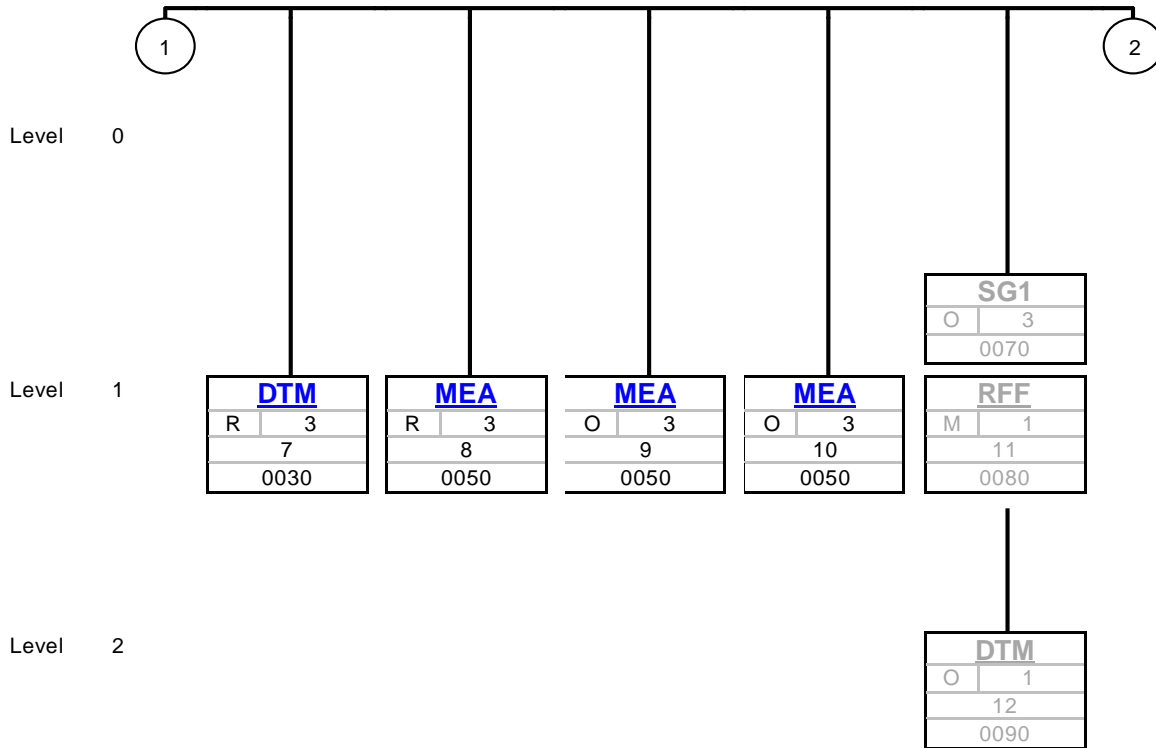 1 2
Level 0
SG1
O 3
0070
Level 1
DTM MEA MEA MEA RFF
R 3 R 3 O 3 O 3 M 1
7 8 9 10 11
0030 0050 0050 0050 0080
Level 2
DTM
O 1
12
0090